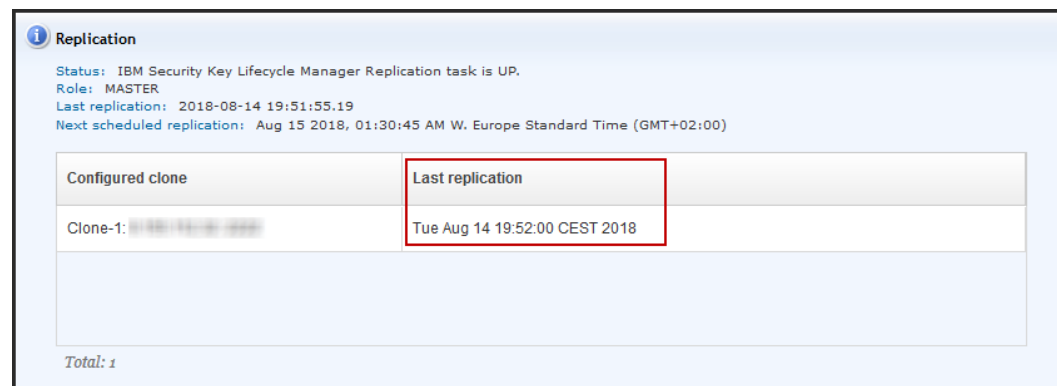 Replication
Status: IBM Security Key Lifecycle Manager Replication task is UP.
Role: MASTER
Last replication: 2018-08-14 19:51:55.19
Next scheduled replication: Aug 15 2018, 01:30:45 AM W. Europe Standard Time (GMT+02:00)
Configured clone Last replication
Clone-1: Tue Aug 14 19:52:00 CEST 2018
Total: 1